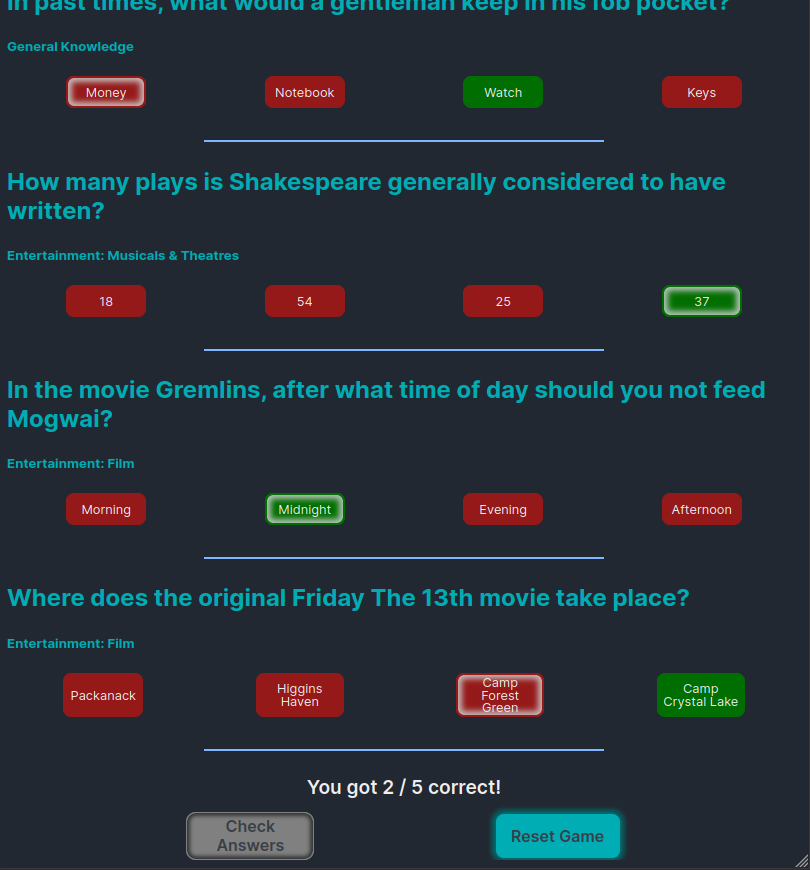 In past times, what would a gentleman keep in his fob pocket?
General Knowledge
Money
Notebook
Watch
Keys
How many plays is Shakespeare generally considered to have
written?
Entertainment: Musicals & Theatres
18
54
25
37
In the movie Gremlins, after what time of day should you not feed
Mogwai?
Entertainment: Film
Morning
Midnight
Evening
Afternoon
Where does the original Friday The 13th movie take place?
Entertainment: Film
Packanack
Higgins
Haven
Camp
Forest
Green
Camp
Crystal Lake
You got 2 / 5 correct!
Check
Answers
Reset Game